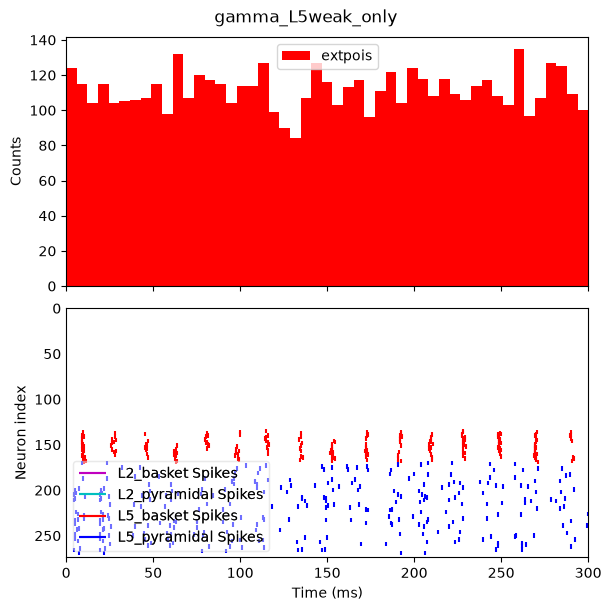 gamma_L5weak_only
140
120
100
80
60
40
20
0
Counts
extpois
0
50
100
150
200
250
Neuron index
L2_basket Spikes
L2_pyramidal Spikes
L5_basket Spikes
L5_pyramidal Spikes
0 50 100 150 200 250 300
Time (ms)